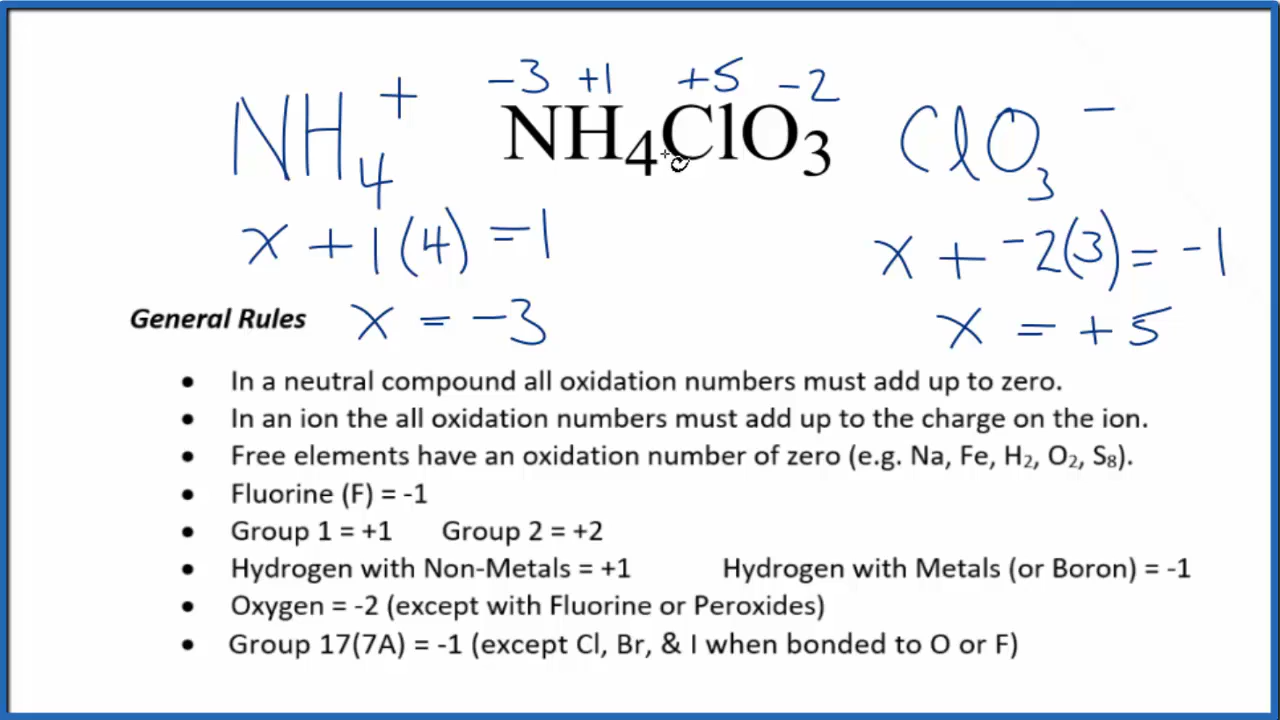 -3 +1 +5 -2
NH₄⁺ NH₄ClO₃ ClO₃⁻
x + 1(4) = 1 x + -2(3) = -1
General Rules x = -3 x = +5
• In a neutral compound all oxidation numbers must add up to zero.
• In an ion the all oxidation numbers must add up to the charge on the ion.
• Free elements have an oxidation number of zero (e.g. Na, Fe, H₂, O₂, S₈).
• Fluorine (F) = -1
• Group 1 = +1 Group 2 = +2
• Hydrogen with Non-Metals = +1 Hydrogen with Metals (or Boron) = -1
• Oxygen = -2 (except with Fluorine or Peroxides)
• Group 17(7A) = -1 (except Cl, Br, & I when bonded to O or F)